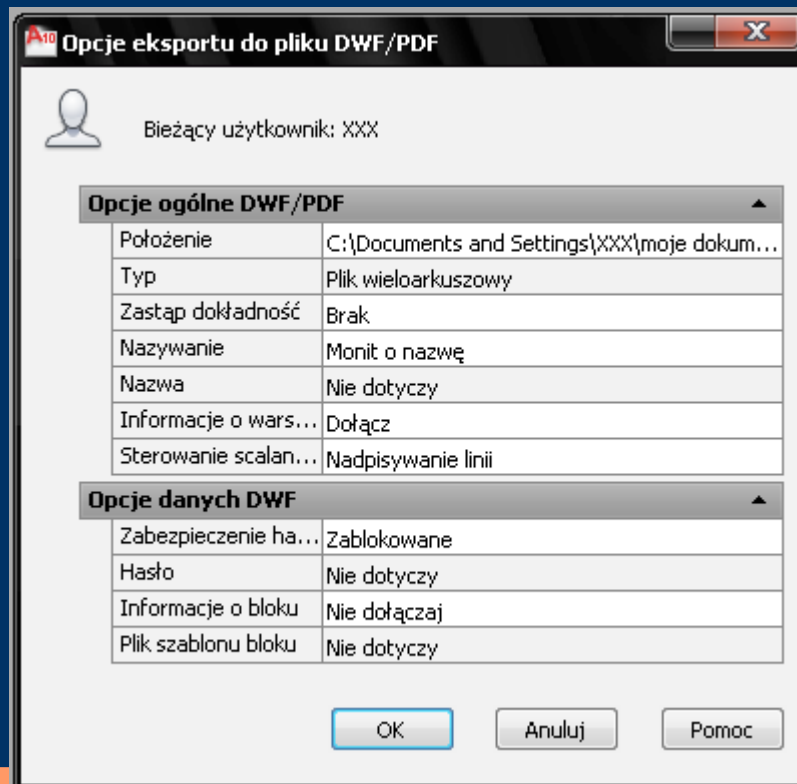 A10 Opcje eksportu do pliku DWF/PDF
Bieżący użytkownik: XXX
Opcje ogólne DWF/PDF
Położenie C:\Documents and Settings\XXX\moje dokum...
Typ Plik wieloarkuszowy
Zastąp dokładność Brak
Nazywanie Monit o nazwę
Nazwa Nie dotyczy
Informacje o wars... Dołącz
Sterowanie scalan... Nadpisywanie linii
Opcje danych DWF
Zabezpieczenie ha... Zablokowane
Hasło Nie dotyczy
Informacje o bloku Nie dołączaj
Plik szablonu bloku Nie dotyczy
OK Anuluj Pomoc